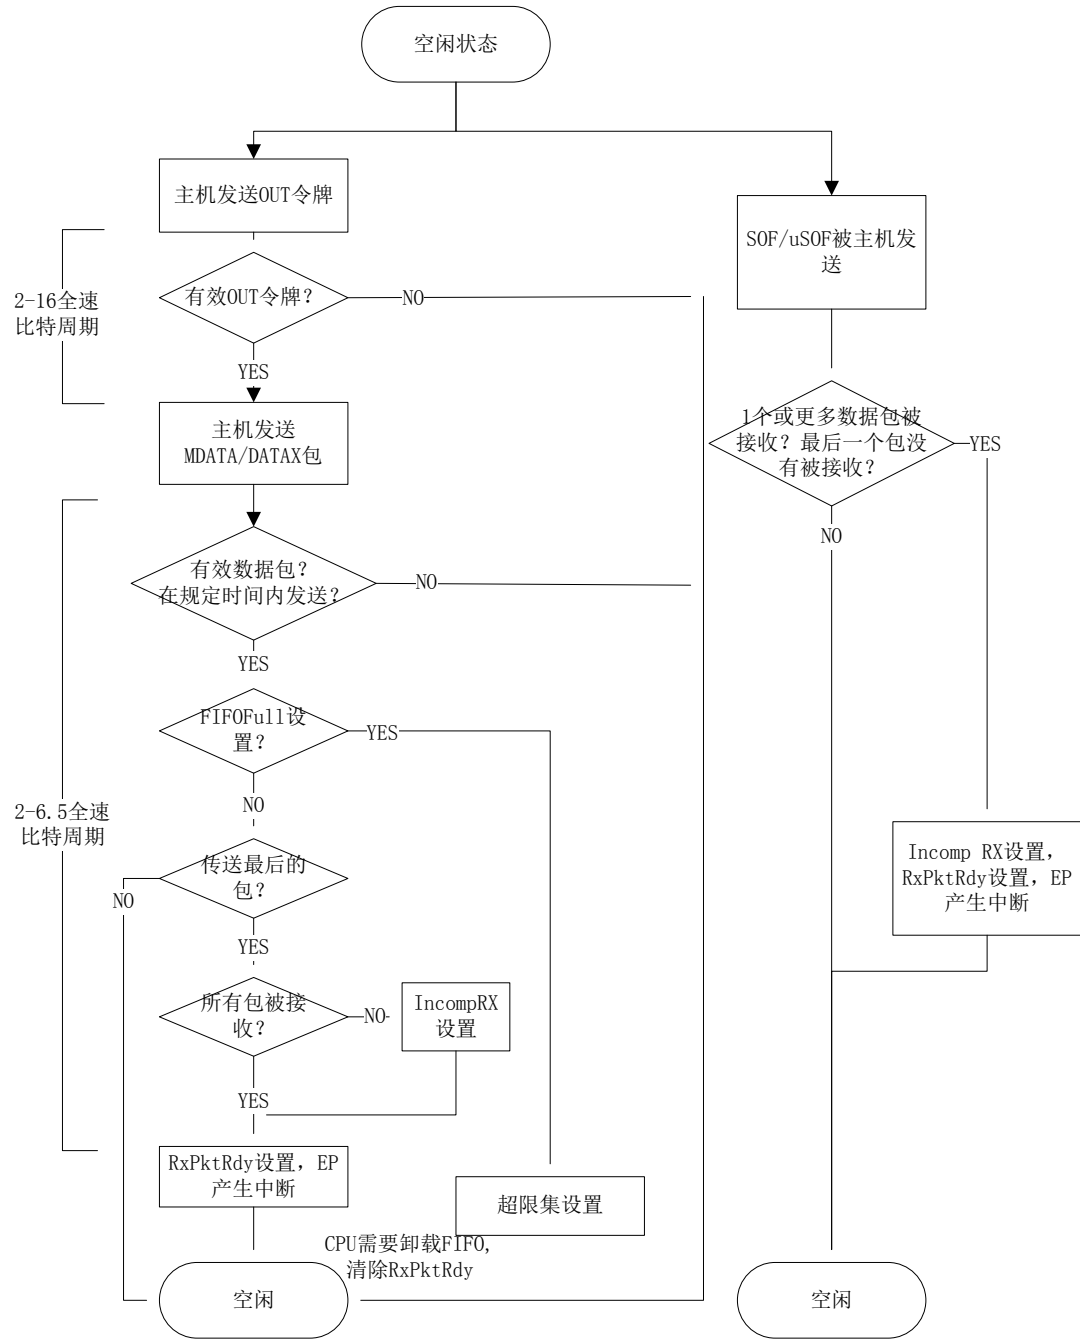 空闲状态
主机发送OUT令牌
SOF/uSOF被主机发
送
2-16全速
比特周期
有效OUT令牌？
NO
YES
主机发送
MDATA/DATAX包
1个或更多数据包被
接收？最后一个包没
有被接收？
YES
NO
有效数据包？
在规定时间内发送？
NO
YES
FIFOFull设
置？
YES
NO
2-6.5全速
比特周期
传送最后的
包？
NO
YES
Incomp RX设置，
RxPktRdy设置，EP
产生中断
所有包被接
收？
NO
IncompRX
设置
YES
RxPktRdy设置，EP
产生中断
超限集设置
CPU需要卸载FIFO，
清除RxPktRdy
空闲
空闲